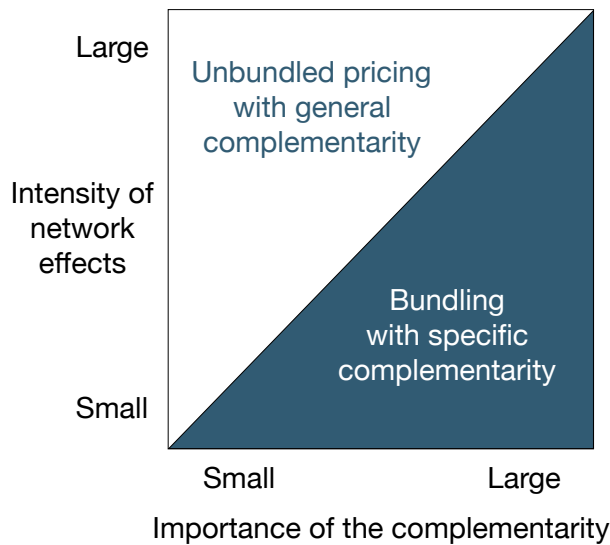 Large
Unbundled pricing
with general
complementarity
Intensity of
network
effects
Bundling
with specific
complementarity
Small
Small
Large
Importance of the complementarity